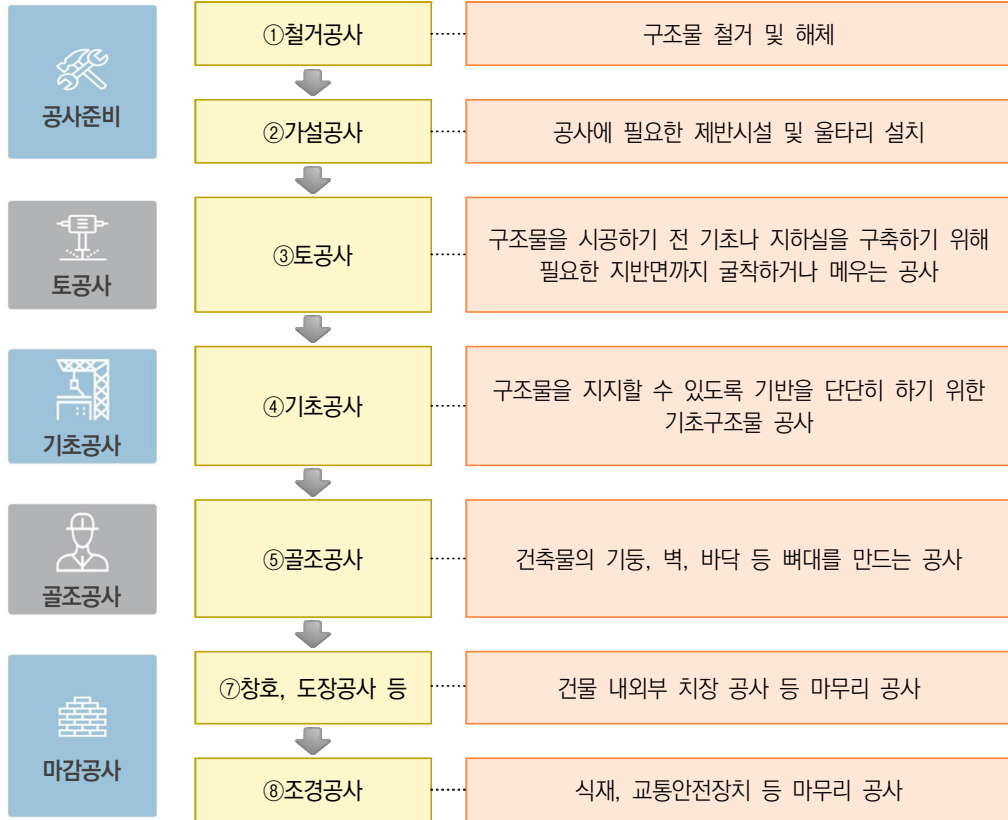 공사준비
①철거공사
구조물 철거 및 해체
②가설공사
공사에 필요한 제반시설 및 울타리 설치
토공사
③토공사
구조물을 시공하기 전 기초나 지하실을 구축하기 위해
필요한 지반면까지 굴착하거나 메우는 공사
기초공사
④기초공사
구조물을 지지할 수 있도록 기반을 단단히 하기 위한
기초구조물 공사
골조공사
⑤골조공사
건축물의 기둥, 벽, 바닥 등 뼈대를 만드는 공사
마감공사
⑦창호, 도장공사 등
건물 내외부 치장 공사 등 마무리 공사
⑧조경공사
식재, 교통안전장치 등 마무리 공사